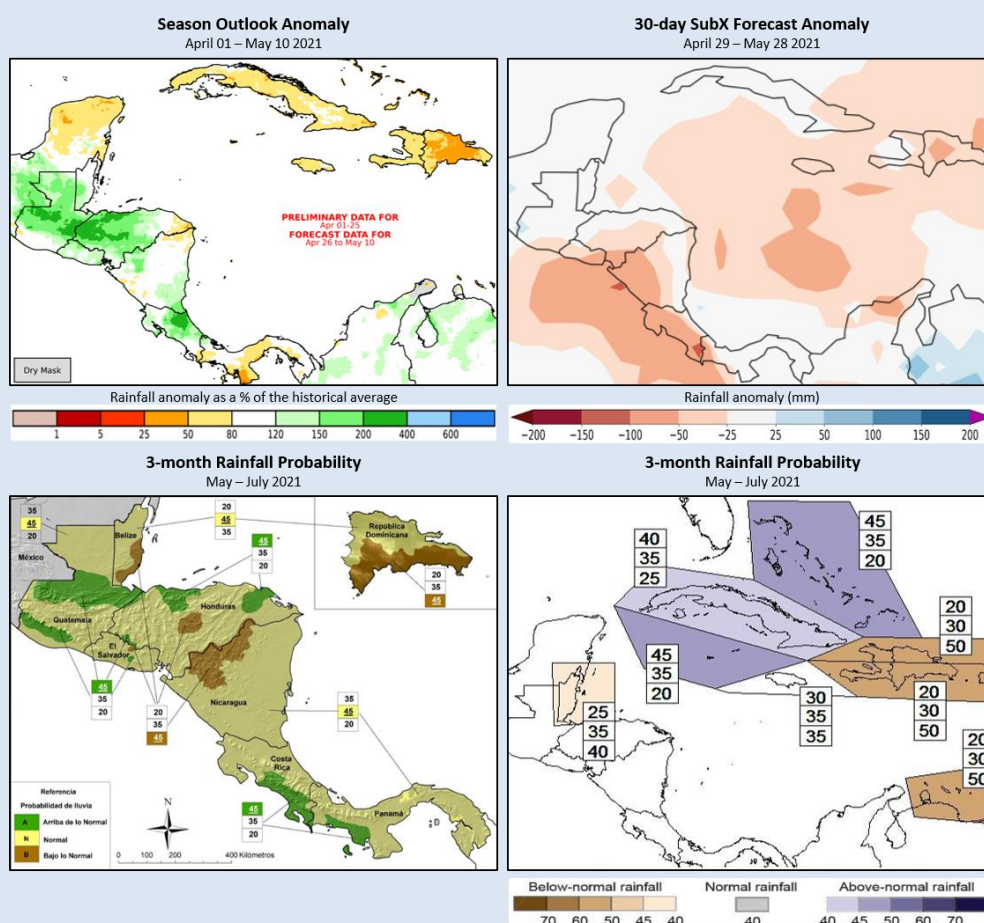 Season Outlook Anomaly
April 01 – May 10 2021
PRELIMINARY DATA FOR
Apr 01-25
FORECAST DATA FOR
Apr 26 to May 10
Dry Mask
Rainfall anomaly as a % of the historical average
1 5 25 50 80 120 150 200 400 600
30-day SubX Forecast Anomaly
April 29 – May 28 2021
Rainfall anomaly (mm)
−200 −150 −100 −50 −25 25 50 100 150 200
3-month Rainfall Probability
May – July 2021
35
45
20
México
Belize
20
45
35
45
35
20
República
Dominicana
20
35
45
Guatemala
Honduras
El
Salvador
45
35
20
20
35
45
Nicaragua
35
45
20
Costa
Rica
45
35
20
Panamá
Referencia
Probabilidad de lluvia
A Arriba de lo Normal
N Normal
B Bajo lo Normal
N
0 100 200 400 Kilómetros
3-month Rainfall Probability
May – July 2021
40
35
25
45
35
20
45
35
20
20
30
50
25
35
40
30
35
35
20
30
50
20
30
50
Below-normal rainfall
70 60 50 45 40
Normal rainfall
40
Above-normal rainfall
40 45 50 60 70